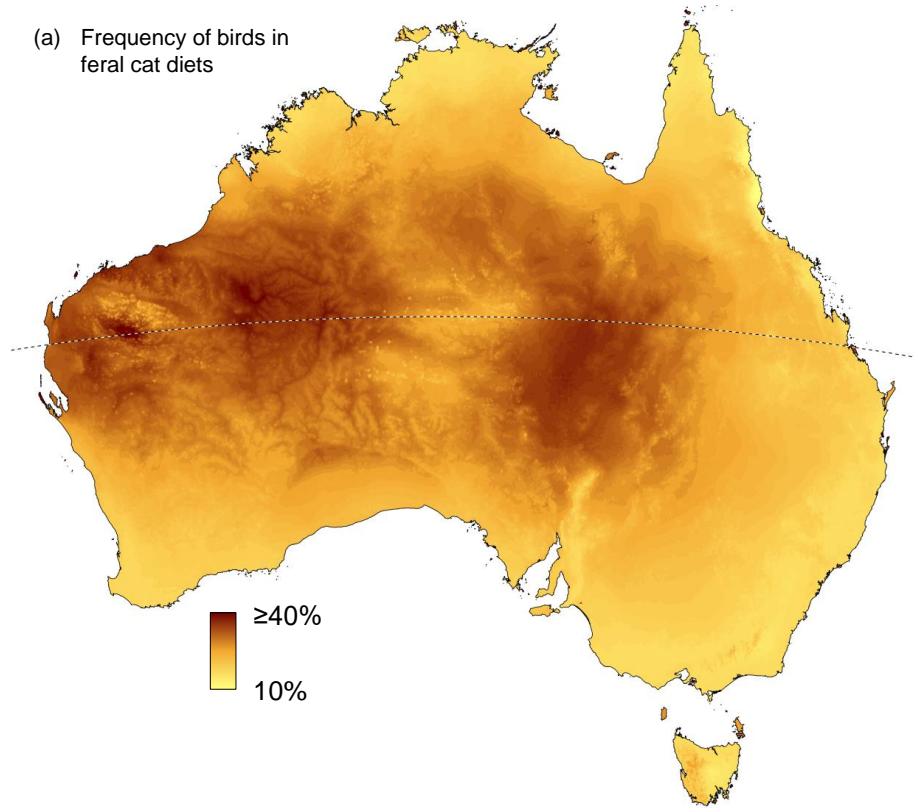 (a) Frequency of birds in
feral cat diets
≥40%
10%